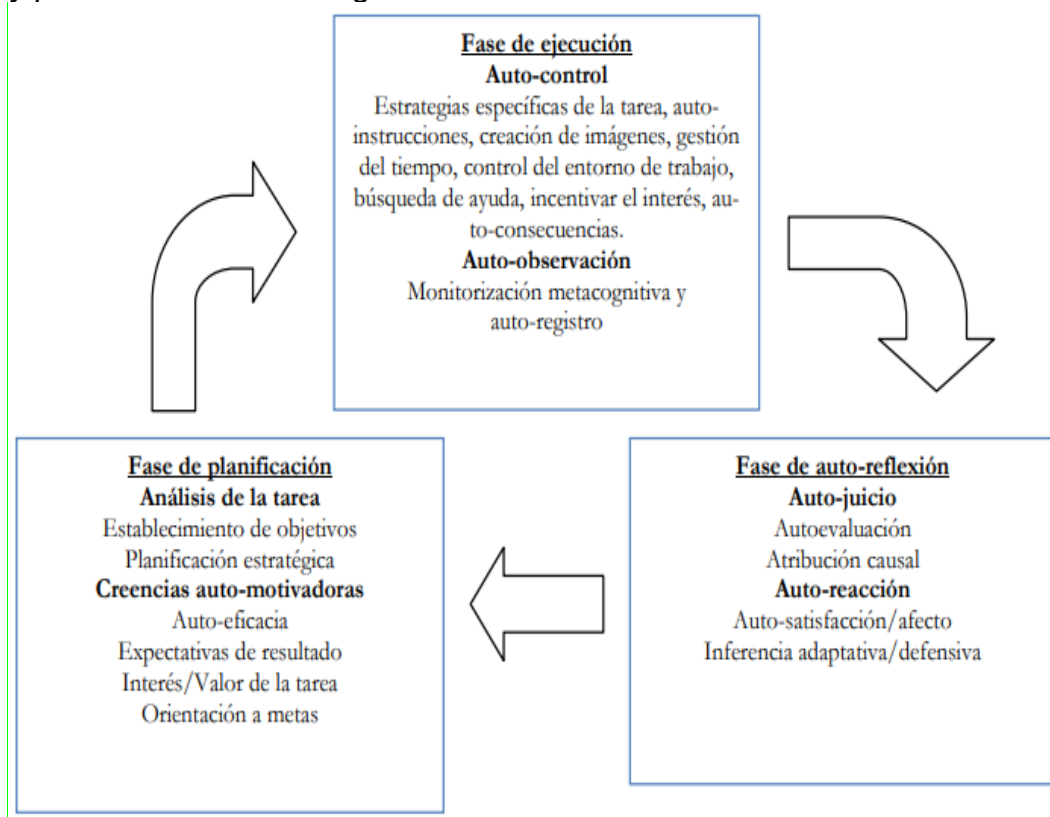 Fase de ejecución
Auto-control
Estrategias específicas de la tarea, auto-
instrucciones, creación de imágenes, gestión
del tiempo, control del entorno de trabajo,
búsqueda de ayuda, incentivar el interés, au-
to-consecuencias.
Auto-observación
Monitorización metacognitiva y
auto-registro
Fase de planificación
Análisis de la tarea
Establecimiento de objetivos
Planificación estratégica
Creencias auto-motivadoras
Auto-eficacia
Expectativas de resultado
Interés/Valor de la tarea
Orientación a metas
Fase de auto-reflexión
Auto-juicio
Autoevaluación
Atribución causal
Auto-reacción
Auto-satisfacción/afecto
Inferencia adaptativa/defensiva